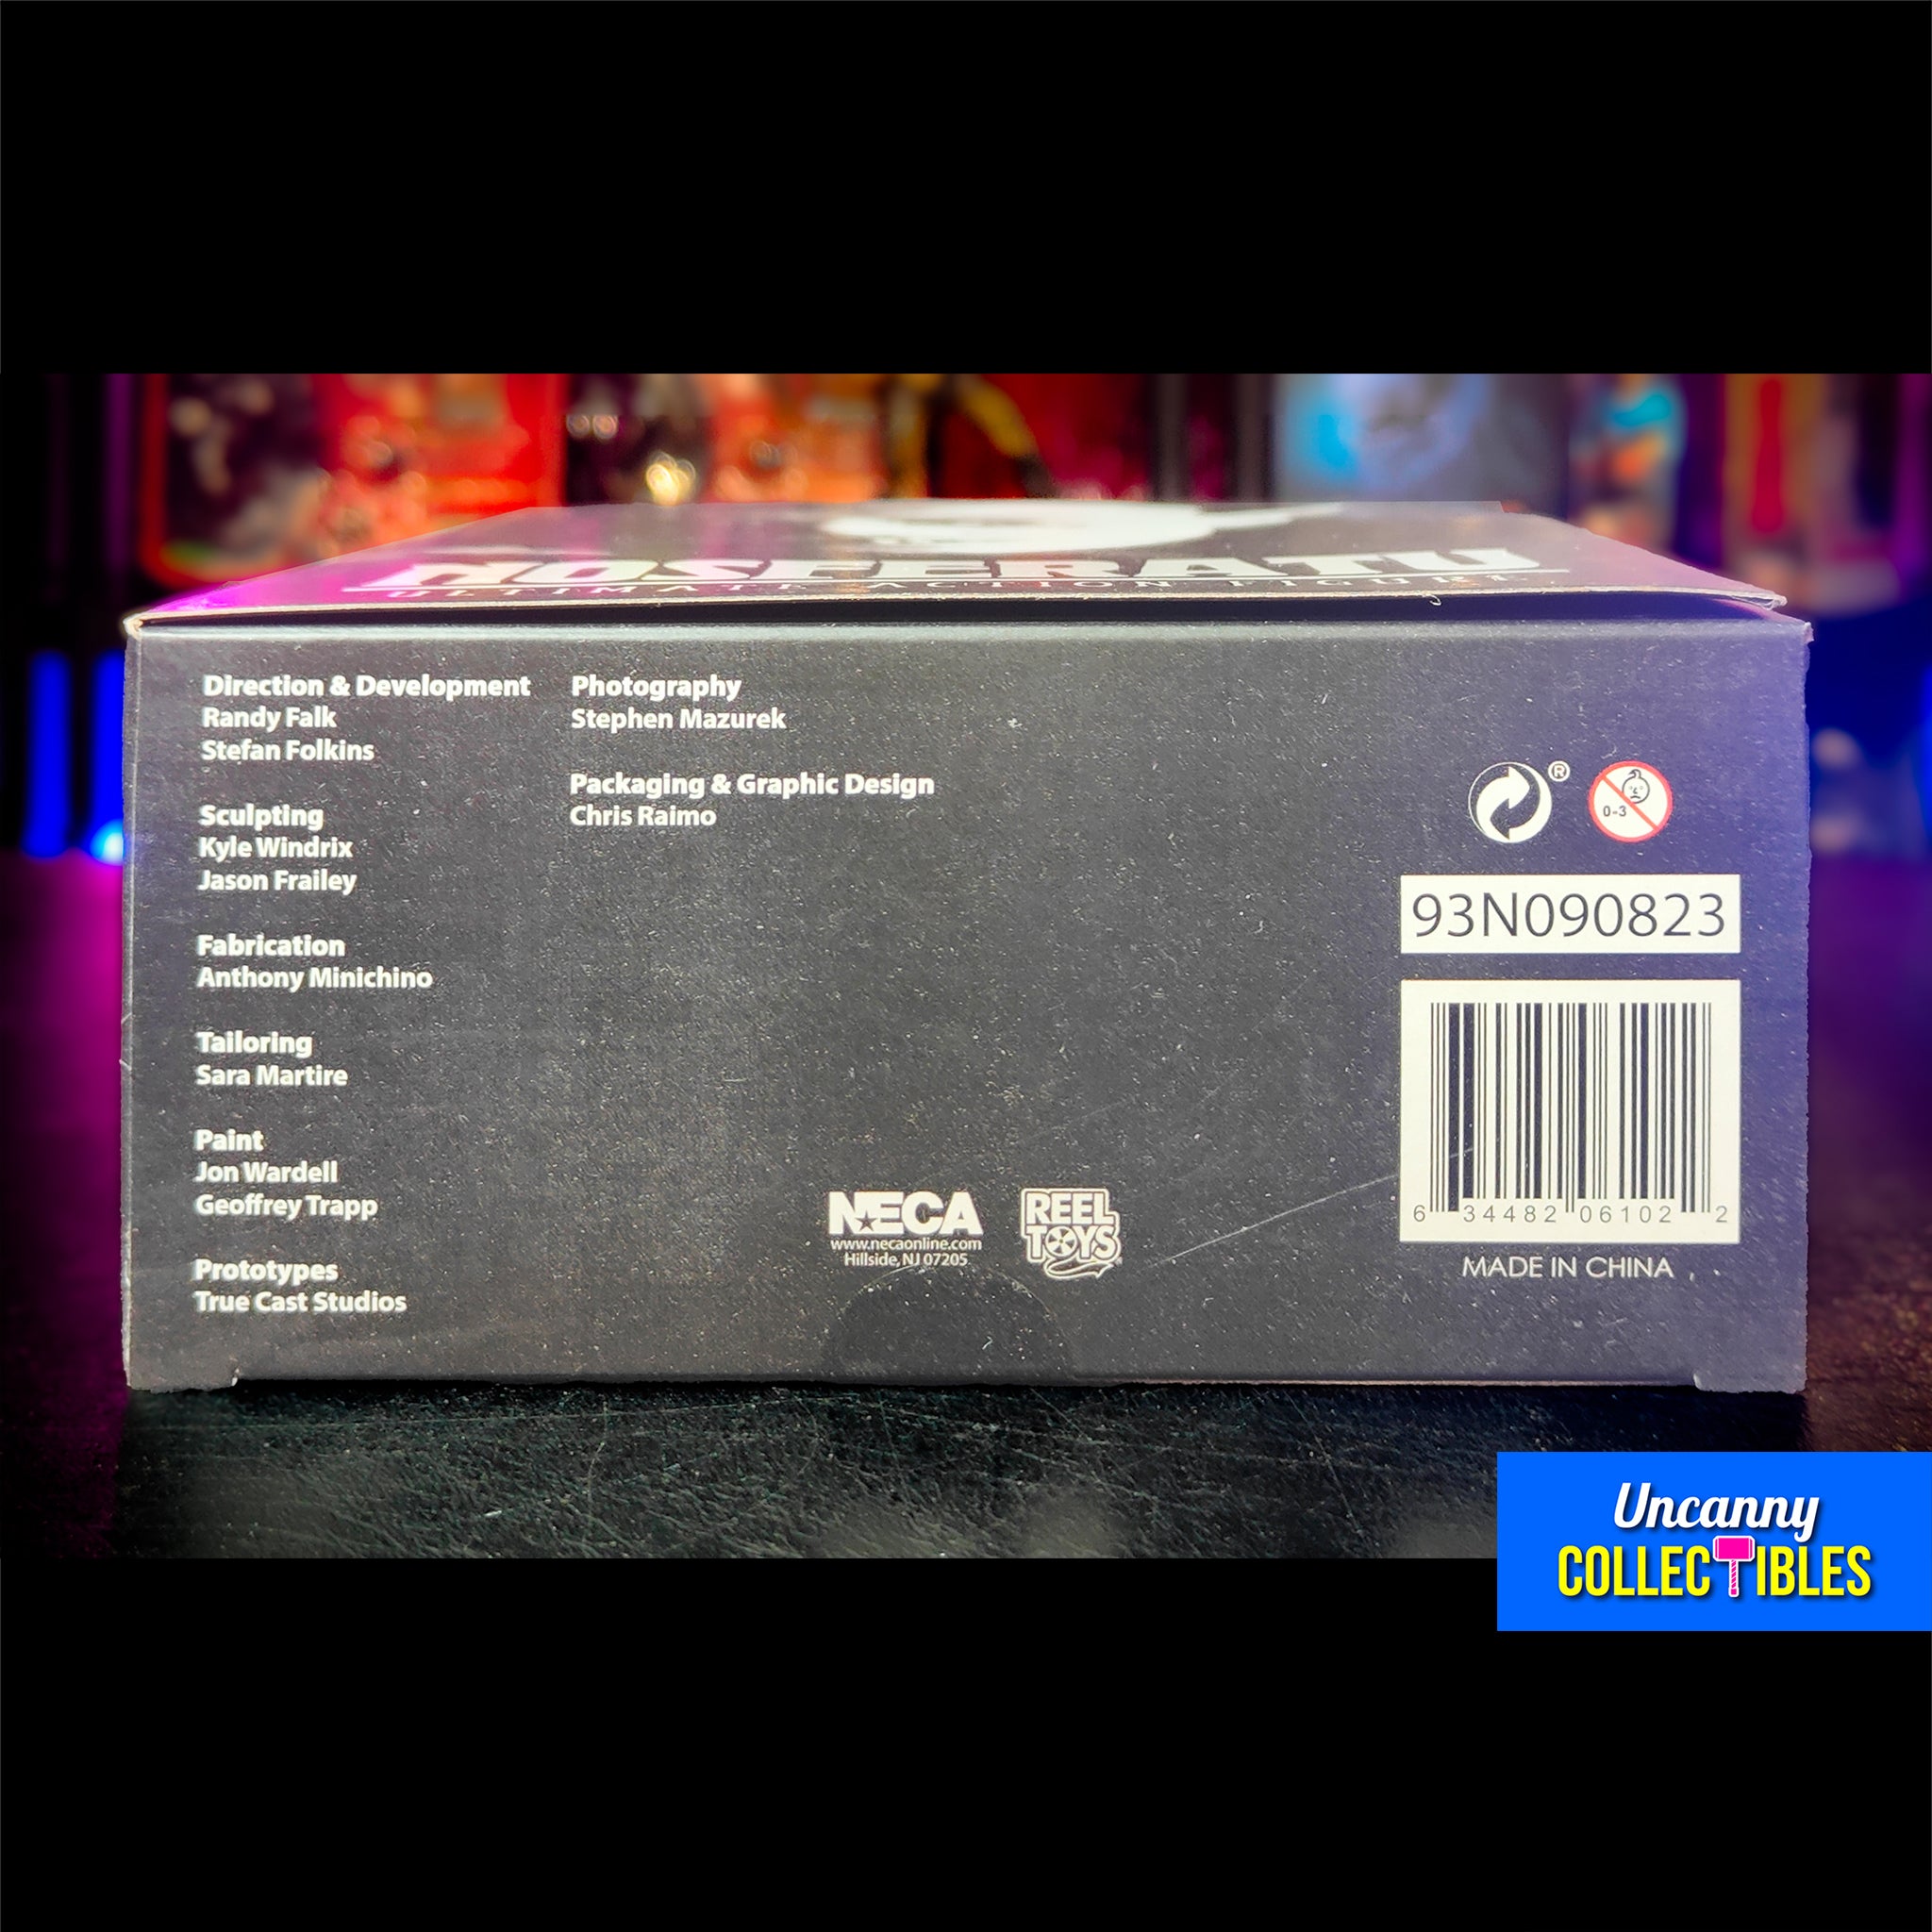 NOSFERATU
ULTIMATE ACTION FIGURE
Direction & Development
Randy Falk
Stefan Folkins
Sculpting
Kyle Windrix
Jason Frailey
Fabrication
Anthony Minichino
Tailoring
Sara Martire
Paint
Jon Wardell
Geoffrey Trapp
Prototypes
True Cast Studios
Photography
Stephen Mazurek
Packaging & Graphic Design
Chris Raimo
NECA
www.necaonline.com
Hillside, NJ 07205
REEL
TOYS
®
0-3
93N090823
6 34482 06102 2
MADE IN CHINA
Uncanny
COLLECTIBLES